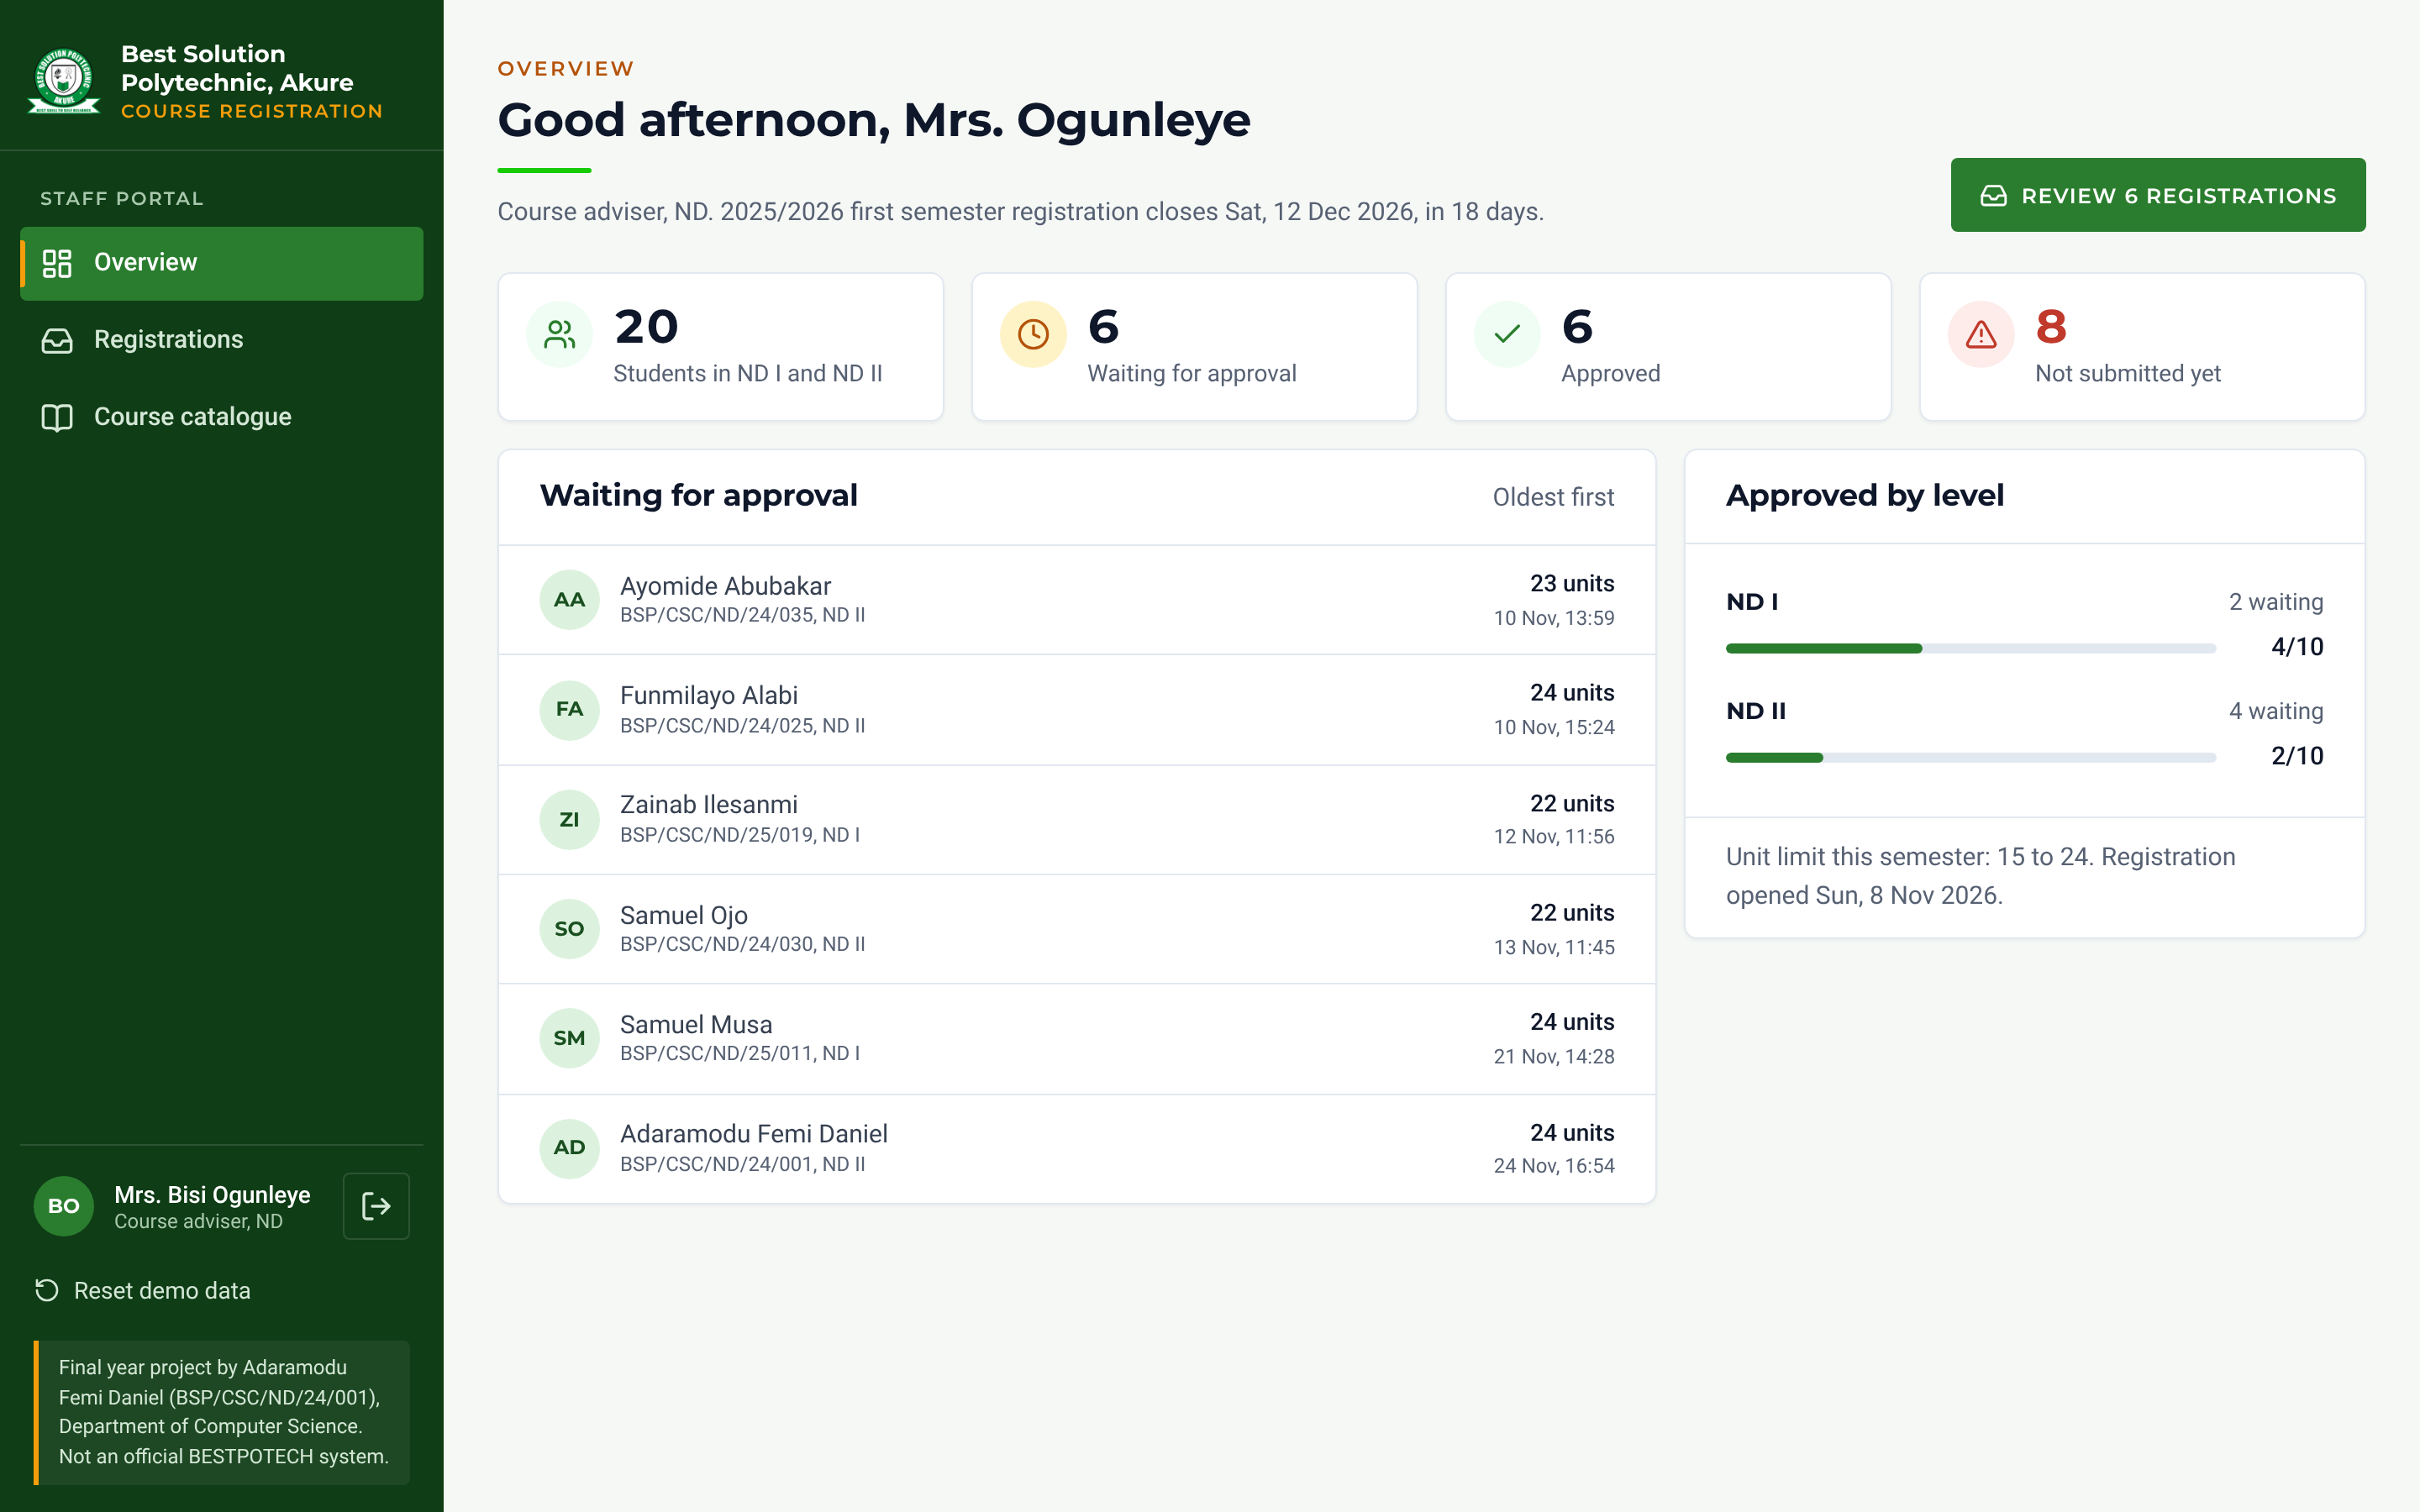 BEST SOLUTION POLYTECHNIC
AKURE
Best Solution
Polytechnic, Akure
COURSE REGISTRATION
STAFF PORTAL
Overview
Registrations
Course catalogue
BO
Mrs. Bisi Ogunleye
Course adviser, ND
Reset demo data
Final year project by Adaramodu
Femi Daniel (BSP/CSC/ND/24/001),
Department of Computer Science.
Not an official BESTPOTECH system.
OVERVIEW
Good afternoon, Mrs. Ogunleye
Course adviser, ND. 2025/2026 first semester registration closes Sat, 12 Dec 2026, in 18 days.
REVIEW 6 REGISTRATIONS
20
Students in ND I and ND II
6
Waiting for approval
6
Approved
8
Not submitted yet
Waiting for approval
Oldest first
AA
Ayomide Abubakar
BSP/CSC/ND/24/035, ND II
23 units
10 Nov, 13:59
FA
Funmilayo Alabi
BSP/CSC/ND/24/025, ND II
24 units
10 Nov, 15:24
ZI
Zainab Ilesanmi
BSP/CSC/ND/25/019, ND I
22 units
12 Nov, 11:56
SO
Samuel Ojo
BSP/CSC/ND/24/030, ND II
22 units
13 Nov, 11:45
SM
Samuel Musa
BSP/CSC/ND/25/011, ND I
24 units
21 Nov, 14:28
AD
Adaramodu Femi Daniel
BSP/CSC/ND/24/001, ND II
24 units
24 Nov, 16:54
Approved by level
ND I
2 waiting
4/10
ND II
4 waiting
2/10
Unit limit this semester: 15 to 24. Registration
opened Sun, 8 Nov 2026.